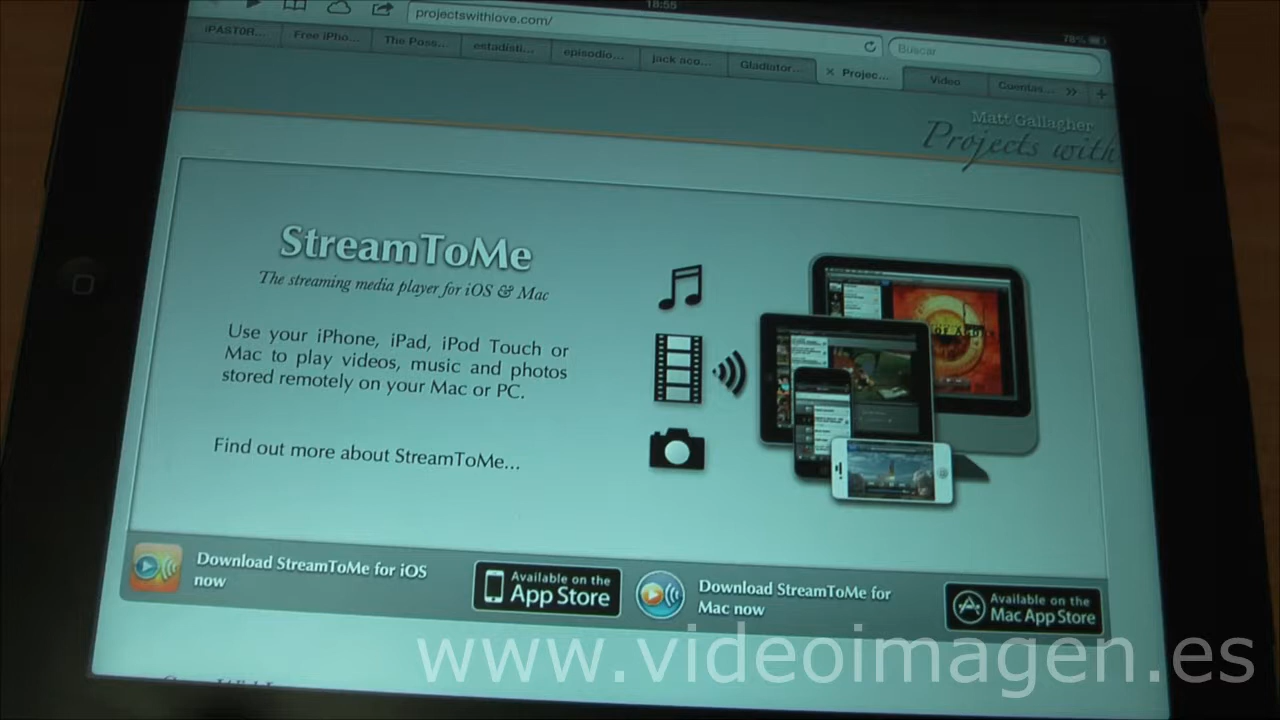 18:55
78%
projectswithlove.com/
Buscar
iPASTOR...
Free iPho...
The Poss...
estadísti...
episodio...
jack aco...
Gladiator...
Projec...
Video
Cuentas...
Matt Gallagher
Projects with
StreamToMe
The streaming media player for iOS & Mac
Use your iPhone, iPad, iPod Touch or
Mac to play videos, music and photos
stored remotely on your Mac or PC.
Find out more about StreamToMe...
Download StreamToMe for iOS
now
Available on the
App Store
Download StreamToMe for
Mac now
Available on the
Mac App Store
www.videoimagen.es